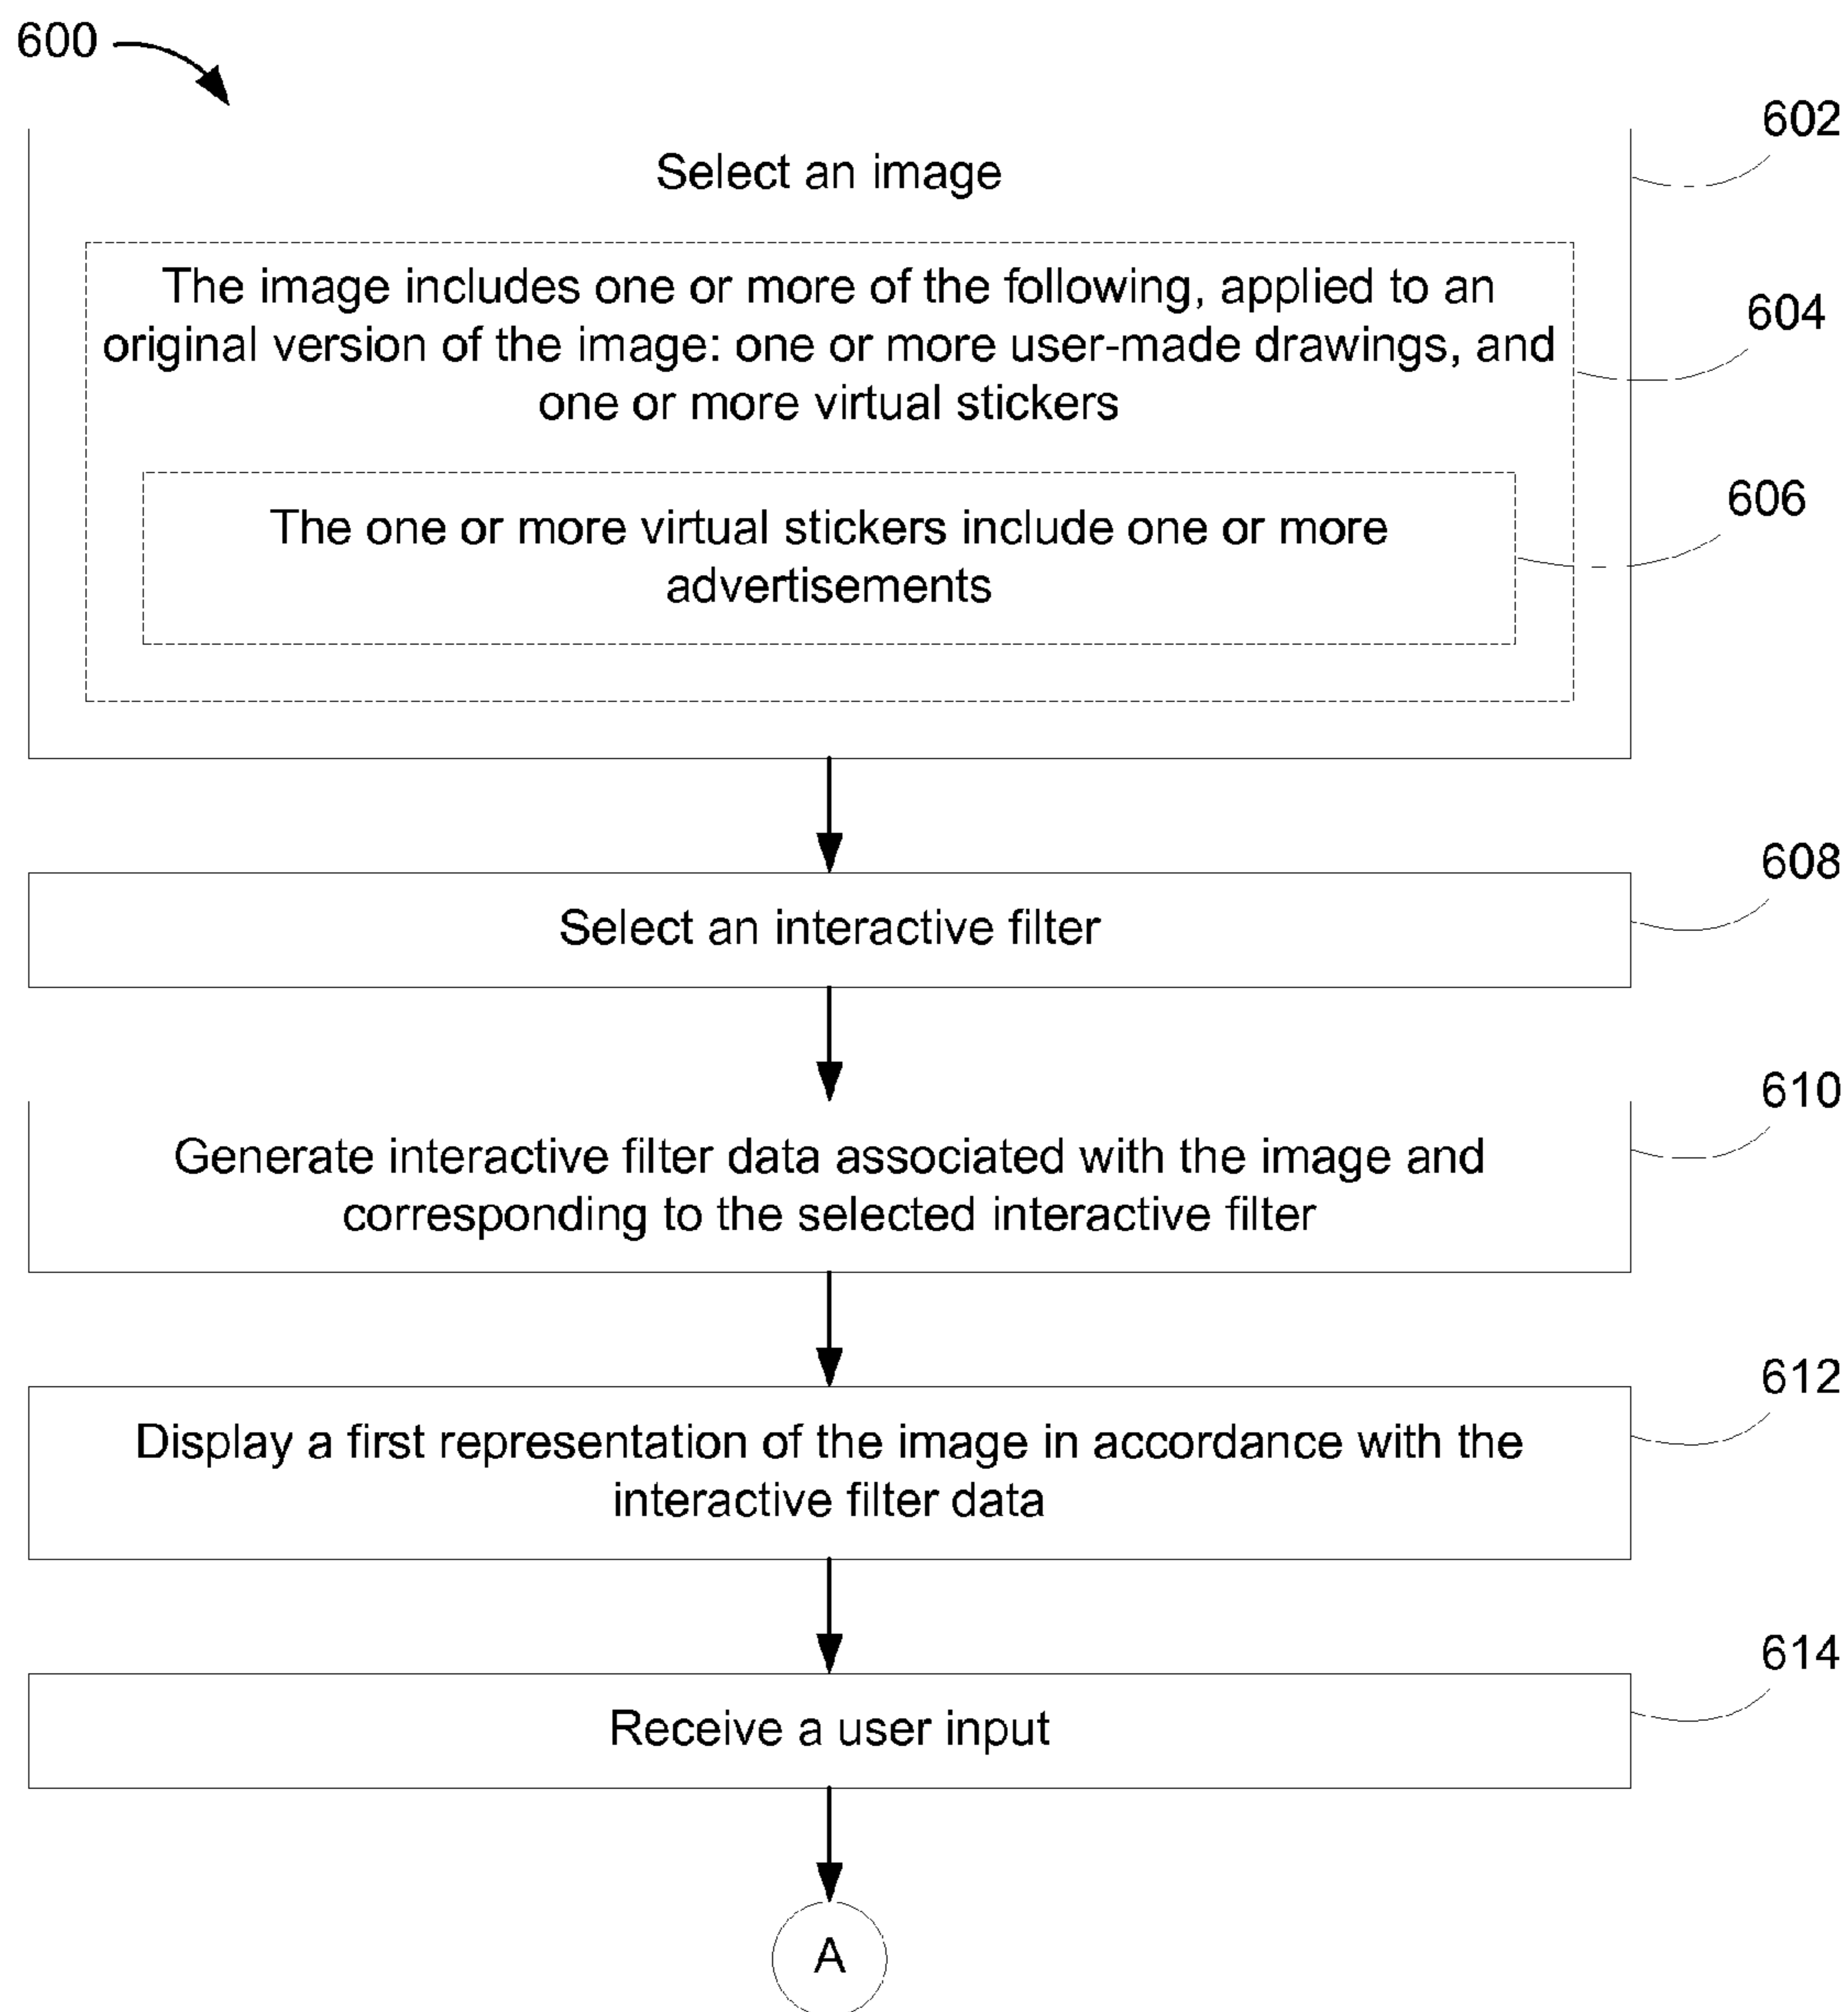 600
602
Select an image
The image includes one or more of the following, applied to an
original version of the image: one or more user-made drawings, and
one or more virtual stickers
604
The one or more virtual stickers include one or more
advertisements
606
608
Select an interactive filter
610
Generate interactive filter data associated with the image and
corresponding to the selected interactive filter
612
Display a first representation of the image in accordance with the
interactive filter data
614
Receive a user input
A